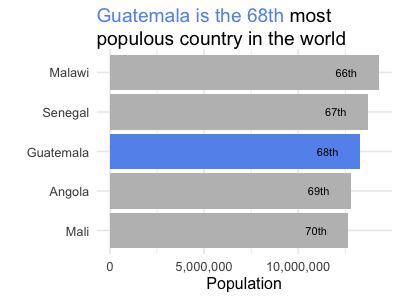 Guatemala is the 68th most
populous country in the world
Malawi 66th
Senegal 67th
Guatemala 68th
Angola 69th
Mali 70th
0 5,000,000 10,000,000
Population